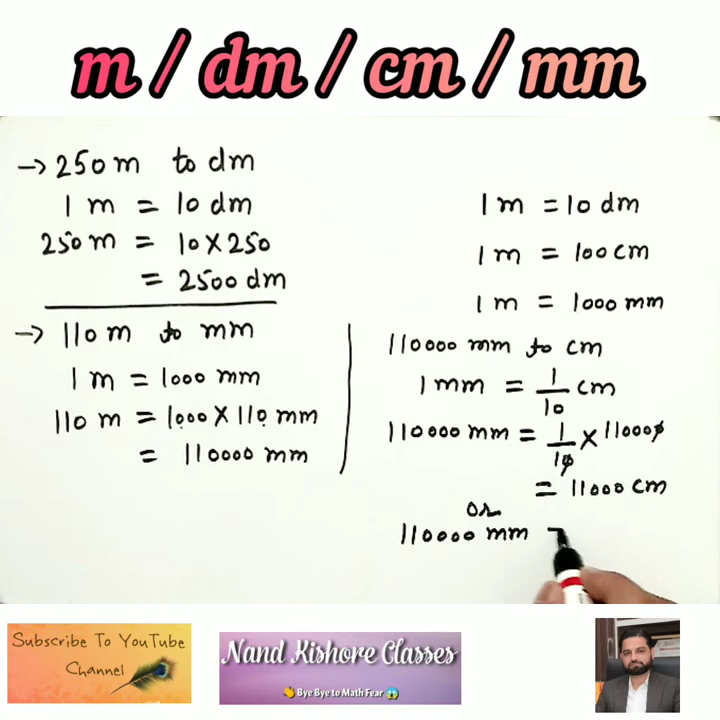 m / dm / cm / mm
→ 250 m to dm
1 m = 10 dm
250 m = 10 × 250
= 2500 dm
→ 110 m to mm
1 m = 1000 mm
110 m = 1000 × 110 mm
= 110000 mm
1 m = 10 dm
1 m = 100 cm
1 m = 1000 mm
110000 mm to cm
1 mm = 1/10 cm
110000 mm = 1/10 × 110000
= 11000 cm
or
110000 mm =
Subscribe To YouTube
Channel
Nand Kishore Classes
👋 Bye Bye to Math Fear 😱